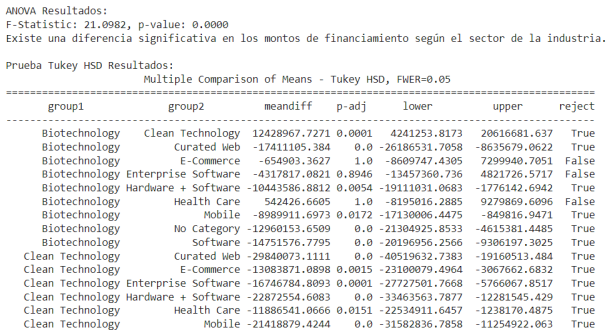 ANOVA Resultados:
F-Statistic: 21.0982, p-value: 0.0000
Existe una diferencia significativa en los montos de financiamiento según el sector de la industria.
Prueba Tukey HSD Resultados:
Multiple Comparison of Means - Tukey HSD, FWER=0.05
==========================================================================================
group1 group2 meandiff p-adj lower upper reject
------------------------------------------------------------------------------------------
Biotechnology Clean Technology 12428967.7271 0.0001 4241253.8173 20616681.637 True
Biotechnology Curated Web -17411105.384 0.0 -26186531.7058 -8635679.0622 True
Biotechnology E-Commerce -654903.3627 1.0 -8609747.4305 7299940.7051 False
Biotechnology Enterprise Software -4317817.0821 0.8946 -13457360.736 4821726.5717 False
Biotechnology Hardware + Software -10443586.8812 0.0054 -19111031.0683 -1776142.6942 True
Biotechnology Health Care 542426.6605 1.0 -8195016.2885 9279869.6096 False
Biotechnology Mobile -8989911.6973 0.0172 -17130006.4475 -849816.9471 True
Biotechnology No Category -12960153.6509 0.0 -21304925.8533 -4615381.4485 True
Biotechnology Software -14751576.7795 0.0 -20196956.2566 -9306197.3025 True
Clean Technology Curated Web -29840073.1111 0.0 -40519632.7383 -19160513.484 True
Clean Technology E-Commerce -13083871.0898 0.0015 -23100079.4964 -3067662.6832 True
Clean Technology Enterprise Software -16746784.8093 0.0001 -27727501.7668 -5766067.8517 True
Clean Technology Hardware + Software -22872554.6083 0.0 -33463563.7877 -12281545.429 True
Clean Technology Health Care -11886541.0666 0.0151 -22534911.6457 -1238170.4875 True
Clean Technology Mobile -21418879.4244 0.0 -31582836.7858 -11254922.063 True